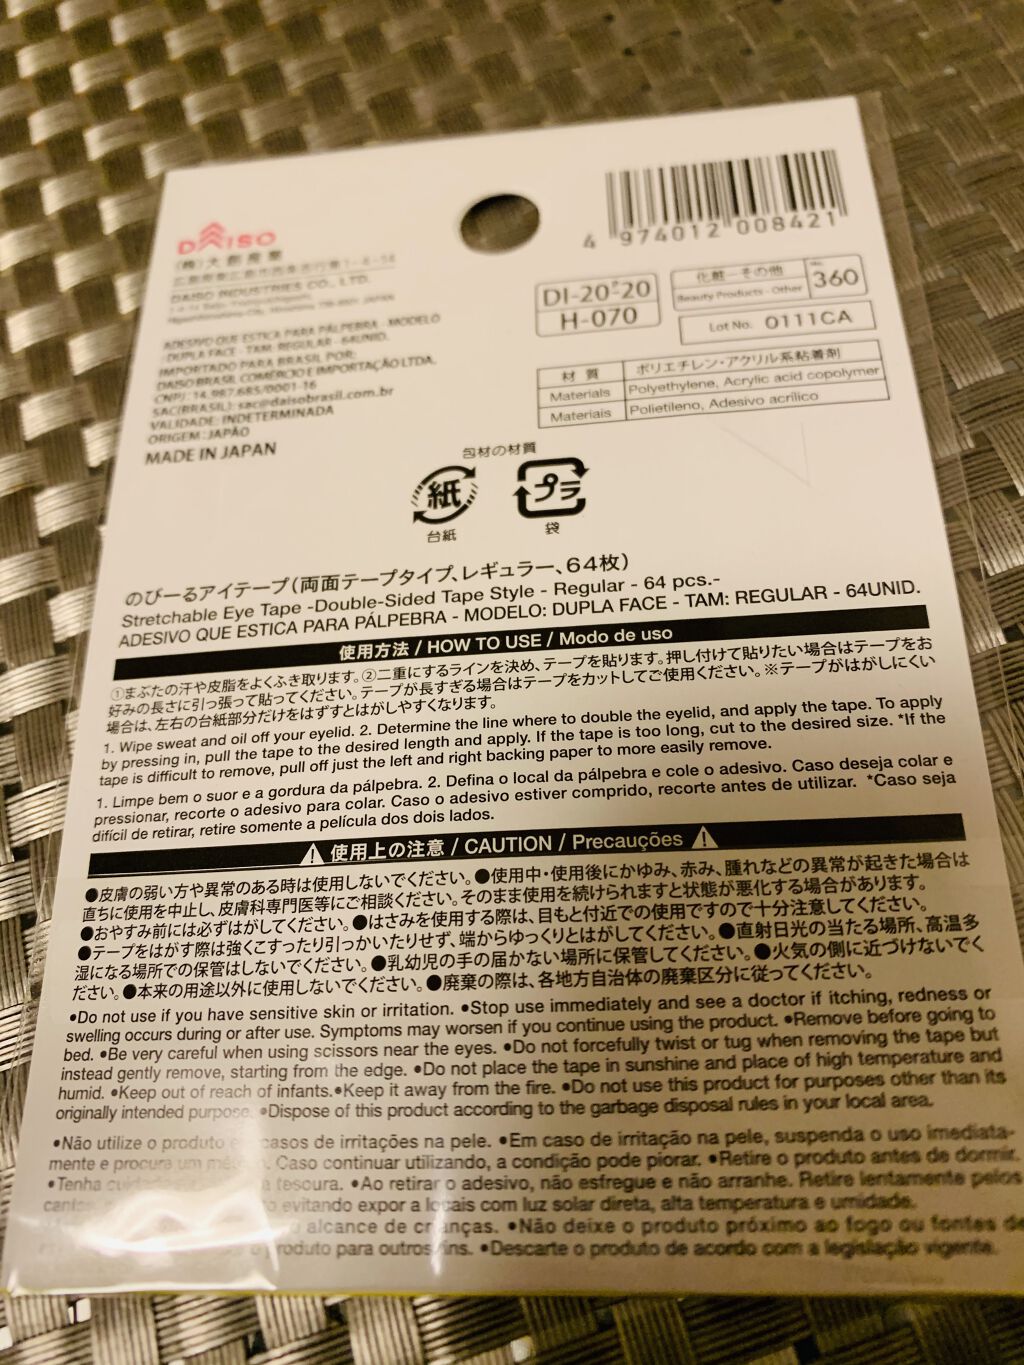 DAISO
(株)大創産業
DAISO INDUSTRIES CO., LTD.
ADESIVO QUE ESTICA PARA PÁLPEBRA - MODELO
: DUPLA FACE - TAM: REGULAR - 64UNID.
IMPORTADO PARA BRASIL POR:
DAISO BRASIL COMÉRCIO E IMPORTAÇÃO LTDA.
CNPJ: 14.987.685/0001-16
SAC(BRASIL): sac@daisobrasil.com.br
VALIDADE: INDETERMINADA
ORIGEM: JAPÃO
MADE IN JAPAN
4 974012 008421
DI-20 20
H-070
化粧-その他
Beauty Products - Other
No. 360
Lot No. 0111CA
材質 ポリエチレン・アクリル系粘着剤
Materials Polyethylene, Acrylic acid copolymer
Materiais Polietileno, Adesivo acrílico
包材の材質
紙 プラ
台紙 袋
のびーるアイテープ(両面テープタイプ、レギュラー、64枚)
Stretchable Eye Tape -Double-Sided Tape Style - Regular - 64 pcs.-
ADESIVO QUE ESTICA PARA PÁLPEBRA - MODELO: DUPLA FACE - TAM: REGULAR - 64UNID.
使用方法 / HOW TO USE / Modo de uso
①まぶたの汗や皮脂をよくふき取ります。②二重にするラインを決め、テープを貼ります。押し付けて貼りたい場合はテープをお
好みの長さに引っ張って貼ってください。テープが長すぎる場合はテープをカットしてご使用ください。※テープがはがしにくい
場合は、左右の台紙部分だけをはずすとはがしやすくなります。
1. Wipe sweat and oil off your eyelid. 2. Determine the line where to double the eyelid, and apply the tape. To apply
by pressing in, pull the tape to the desired length and apply. If the tape is too long, cut to the desired size. *If the
tape is difficult to remove, pull off just the left and right backing paper to more easily remove.
1. Limpe bem o suor e a gordura da pálpebra. 2. Defina o local da pálpebra e cole o adesivo. Caso deseja colar e
pressionar, recorte o adesivo para colar. Caso o adesivo estiver comprido, recorte antes de utilizar. *Caso seja
difícil de retirar, retire somente a película dos dois lados.
⚠ 使用上の注意 / CAUTION / Precauções ⚠
●皮膚の弱い方や異常のある時は使用しないでください。●使用中・使用後にかゆみ、赤み、腫れなどの異常が起きた場合は
直ちに使用を中止し、皮膚科専門医等にご相談ください。そのまま使用を続けられますと状態が悪化する場合があります。
●おやすみ前には必ずはがしてください。●はさみを使用する際は、目もと付近での使用ですので十分注意してください。
●テープをはがす際は強くこすったり引っかいたりせず、端からゆっくりとはがしてください。●直射日光の当たる場所、高温多
湿になる場所での保管はしないでください。●乳幼児の手の届かない場所に保管してください。●火気の側に近づけないでく
ださい。●本来の用途以外に使用しないでください。●廃棄の際は、各地方自治体の廃棄区分に従ってください。
•Do not use if you have sensitive skin or irritation. •Stop use immediately and see a doctor if itching, redness or
swelling occurs during or after use. Symptoms may worsen if you continue using the product. •Remove before going to
bed. •Be very careful when using scissors near the eyes. •Do not forcefully twist or tug when removing the tape but
instead gently remove, starting from the edge. •Do not place the tape in sunshine and place of high temperature and
humid. •Keep out of reach of infants.•Keep it away from the fire. •Do not use this product for purposes other than its
originally intended purpose. •Dispose of this product according to the garbage disposal rules in your local area.
•Não utilize o produto casos de irritações na pele. •Em caso de irritação na pele, suspenda o uso imediata-
mente e procure um Caso continuar utilizando, a condição pode piorar. •Retire o produto antes de dormir.
•Tenha tesoura. •Ao retirar o adesivo, não esfregue e não arranhe. Retire lentamente pelos
evitando expor a locais com luz solar direta, alta temperatura e umidade.
alcance de crianças. •Não deixe o produto próximo ao fogo ou fontes de
produto para outros fins. •Descarte o produto de acordo com a legislação vigente.